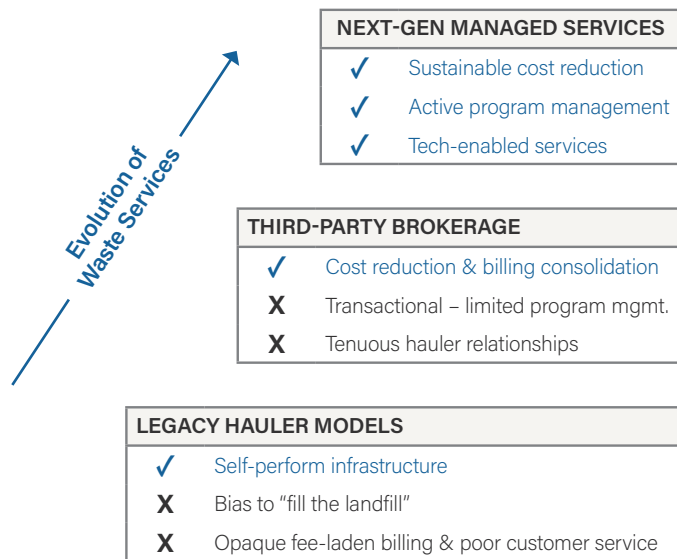 NEXT-GEN MANAGED SERVICES
✓ Sustainable cost reduction
✓ Active program management
✓ Tech-enabled services
Evolution of
Waste Services
THIRD-PARTY BROKERAGE
✓ Cost reduction & billing consolidation
X Transactional – limited program mgmt.
X Tenuous hauler relationships
LEGACY HAULER MODELS
✓ Self-perform infrastructure
X Bias to “fill the landfill”
X Opaque fee-laden billing & poor customer service